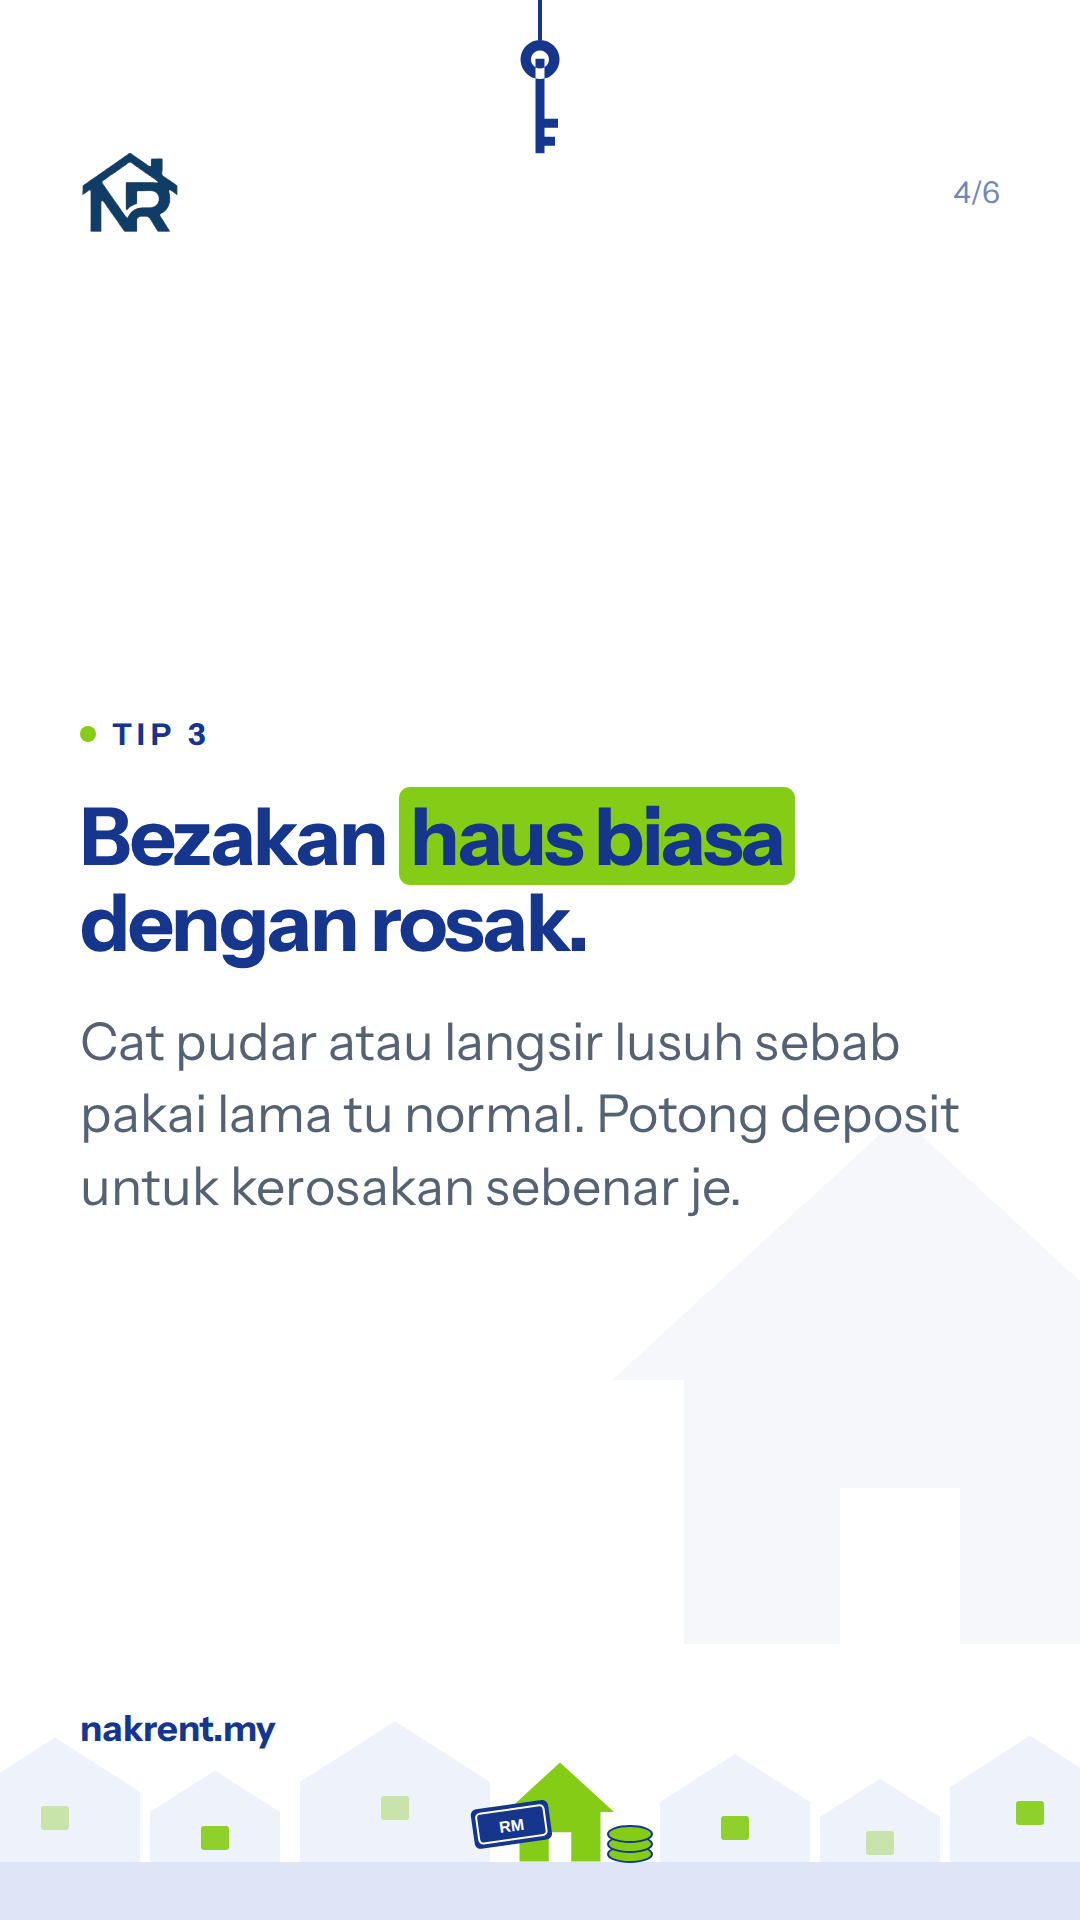 NR
4/6
TIP 3
Bezakan haus biasa
dengan rosak.
Cat pudar atau langsir lusuh sebab
pakai lama tu normal. Potong deposit
untuk kerosakan sebenar je.
nakrent.my
RM